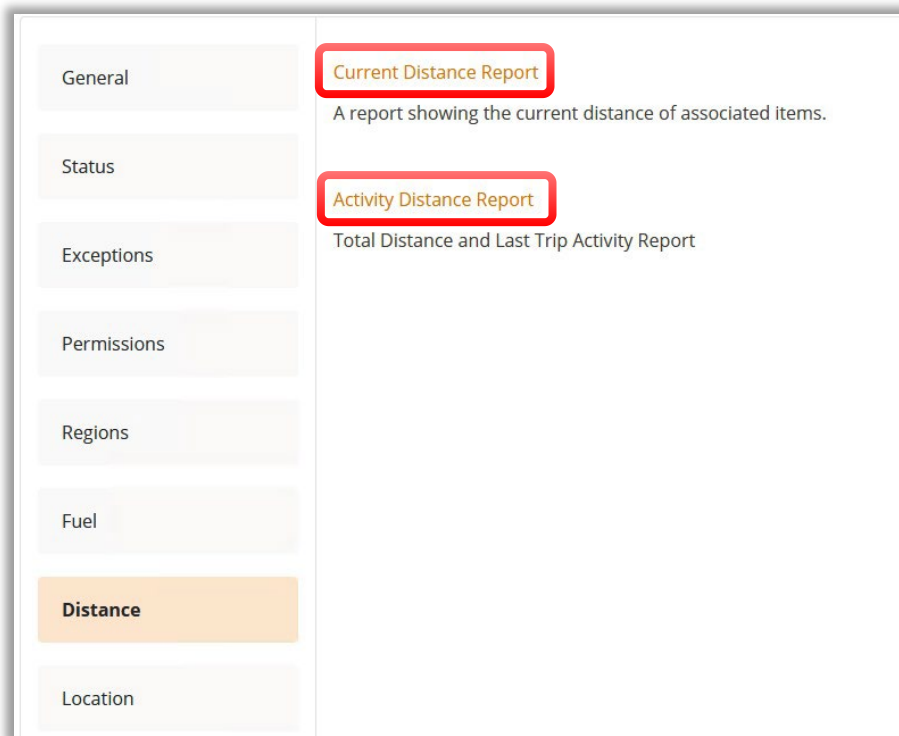 General
Status
Exceptions
Permissions
Regions
Fuel
Distance
Location
Current Distance Report
A report showing the current distance of associated items.
Activity Distance Report
Total Distance and Last Trip Activity Report